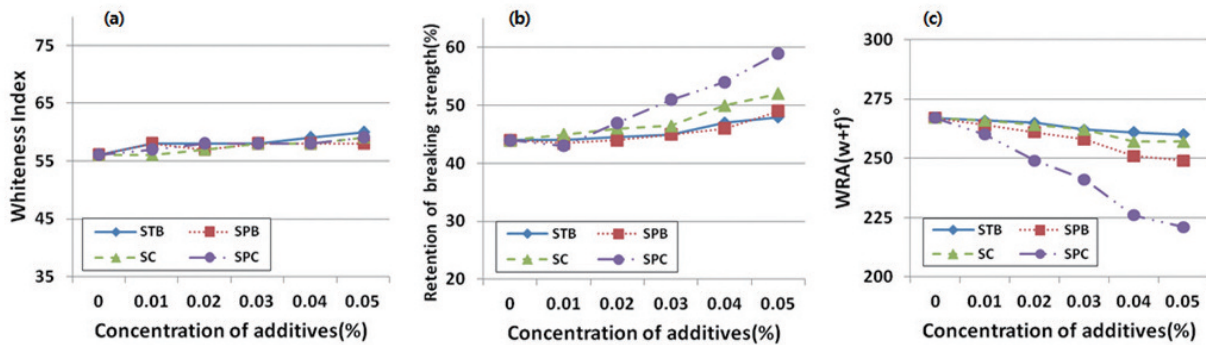 (a)
Whiteness Index
75
65
55
45
35
STB
SPB
SC
SPC
0 0.01 0.02 0.03 0.04 0.05
Concentration of additives(%)
(b)
Retention of breaking strength(%)
60
50
40
30
20
STB
SPB
SC
SPC
0 0.01 0.02 0.03 0.04 0.05
Concentration of additives(%)
(c)
WRA(w+f)°
300
275
250
225
200
STB
SPB
SC
SPC
0 0.01 0.02 0.03 0.04 0.05
Concentration of additives(%)